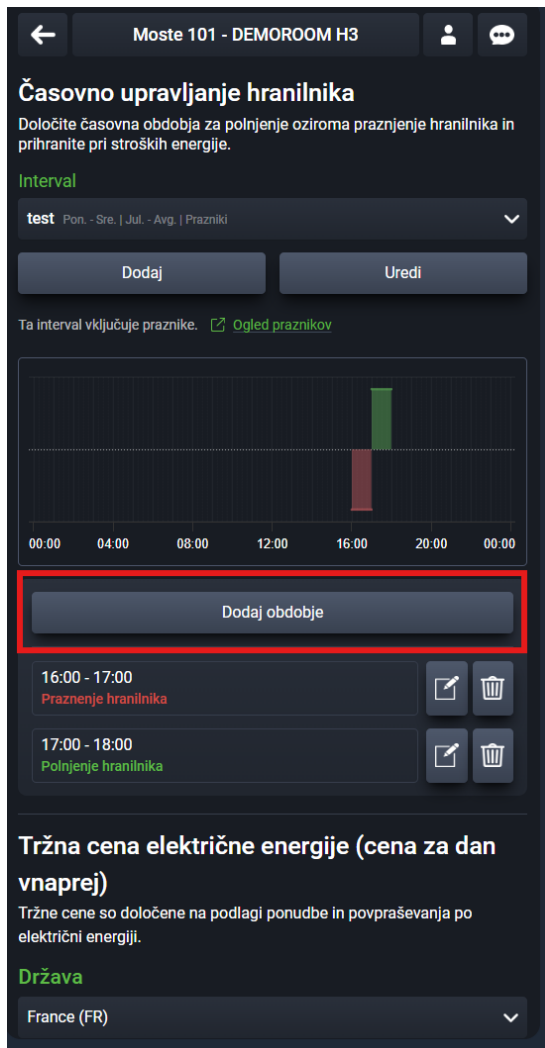 Moste 101 - DEMOROOM H3
Časovno upravljanje hranilnika
Določite časovna obdobja za polnjenje oziroma praznjenje hranilnika in
prihranite pri stroških energije.
Interval
test Pon. - Sre. | Jul. - Avg. | Prazniki
Dodaj
Uredi
Ta interval vključuje praznike. Ogled praznikov
00:00 04:00 08:00 12:00 16:00 20:00 00:00
Dodaj obdobje
16:00 - 17:00
Praznenje hranilnika
17:00 - 18:00
Polnjenje hranilnika
Tržna cena električne energije (cena za dan
vnaprej)
Tržne cene so določene na podlagi ponudbe in povpraševanja po
električni energiji.
Država
France (FR)